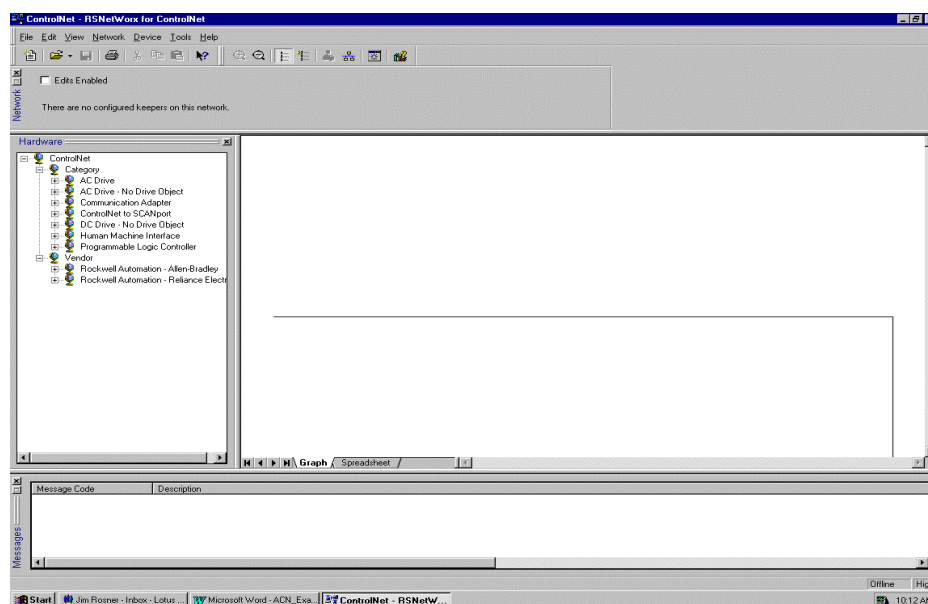 ControlNet - RSNetWorx for ControlNet
File Edit View Network Device Tools Help
Network
Edits Enabled
There are no configured keepers on this network.
Hardware
ControlNet
Category
AC Drive
AC Drive - No Drive Object
Communication Adapter
ControlNet to SCANport
DC Drive - No Drive Object
Human Machine Interface
Programmable Logic Controller
Vendor
Rockwell Automation - Allen-Bradley
Rockwell Automation - Reliance Electr
Graph Spreadsheet
Messages
Message Code Description
Offline Hig
Start Jim Rosner - Inbox - Lotus ... Microsoft Word - ACN_Exa... ControlNet - RSNetW... 10:12 AM